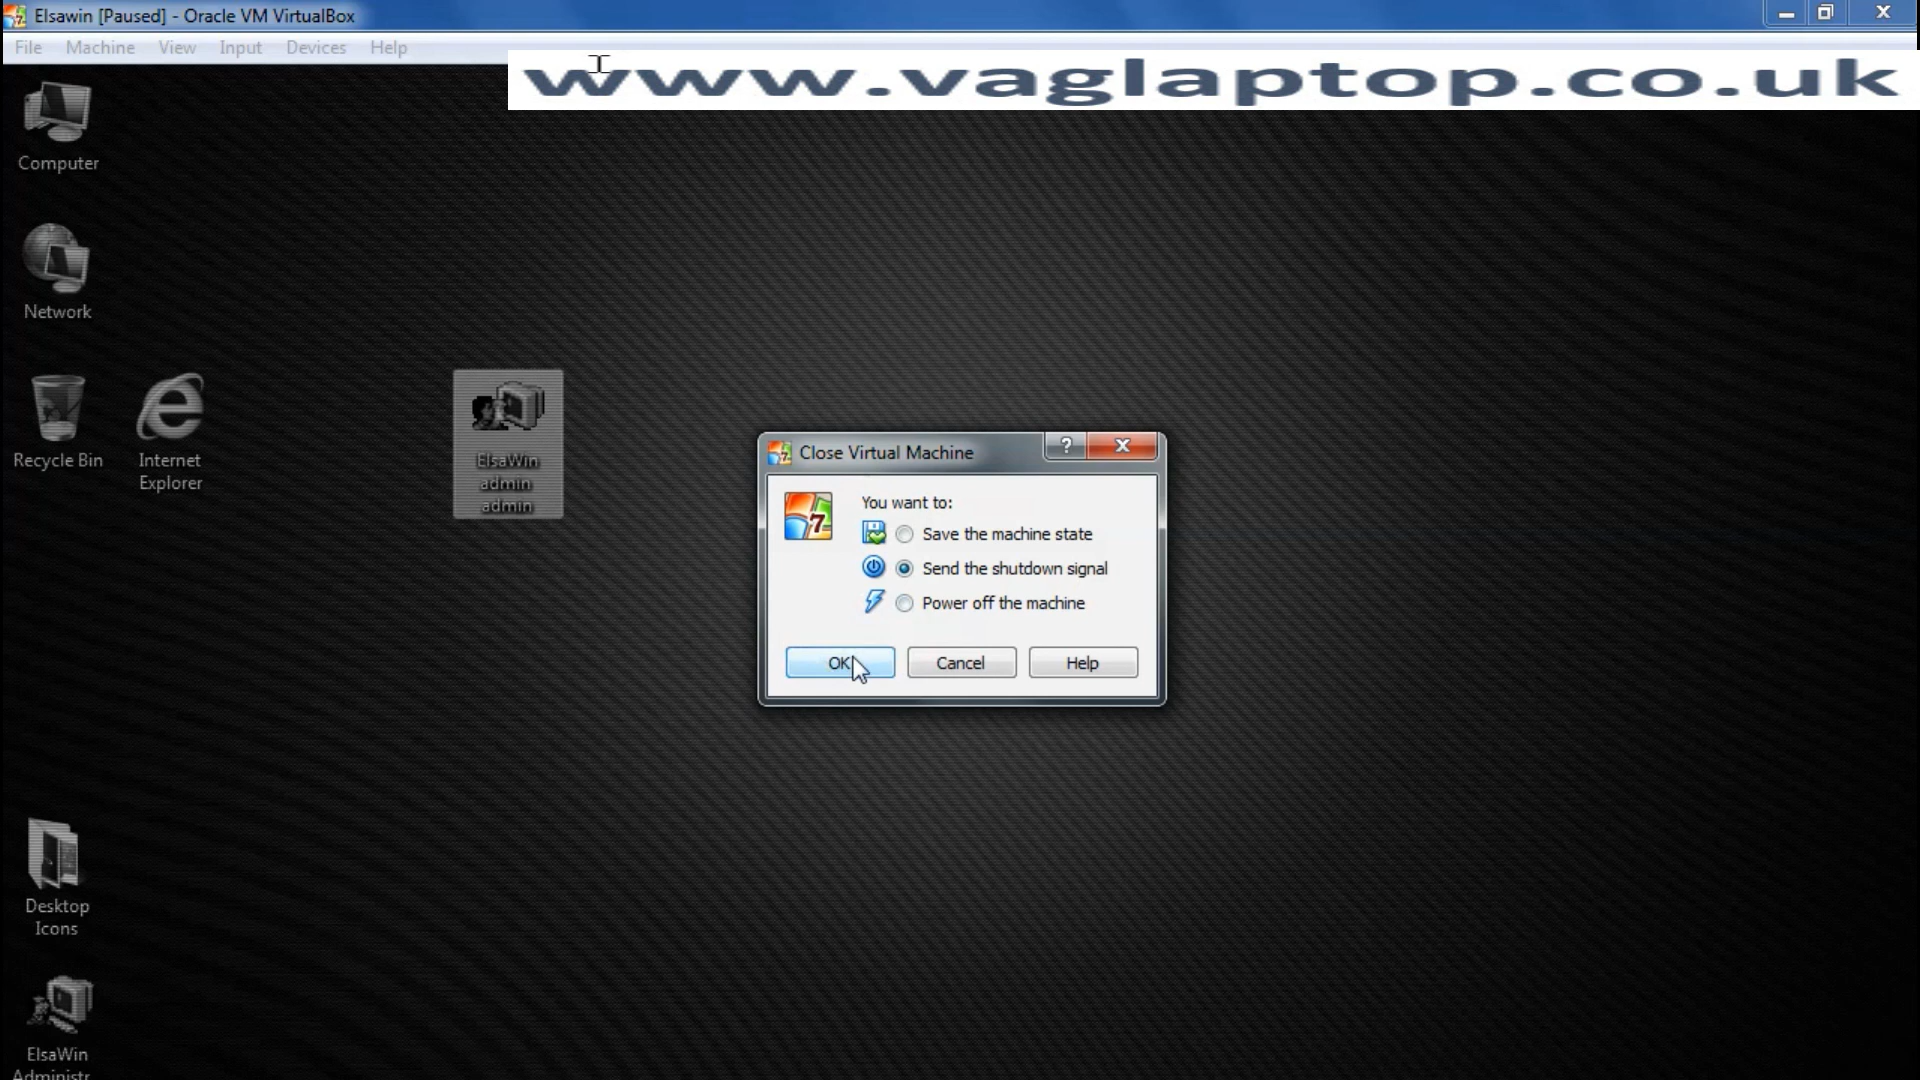 Elsawin [Paused] - Oracle VM VirtualBox
File Machine View Input Devices Help
www.vaglaptop.co.uk
Computer
Network
Recycle Bin
Internet
Explorer
ElsaWin
admin
admin
Close Virtual Machine
7
You want to:
Save the machine state
Send the shutdown signal
Power off the machine
OK Cancel Help
Desktop
Icons
ElsaWin
Administr...